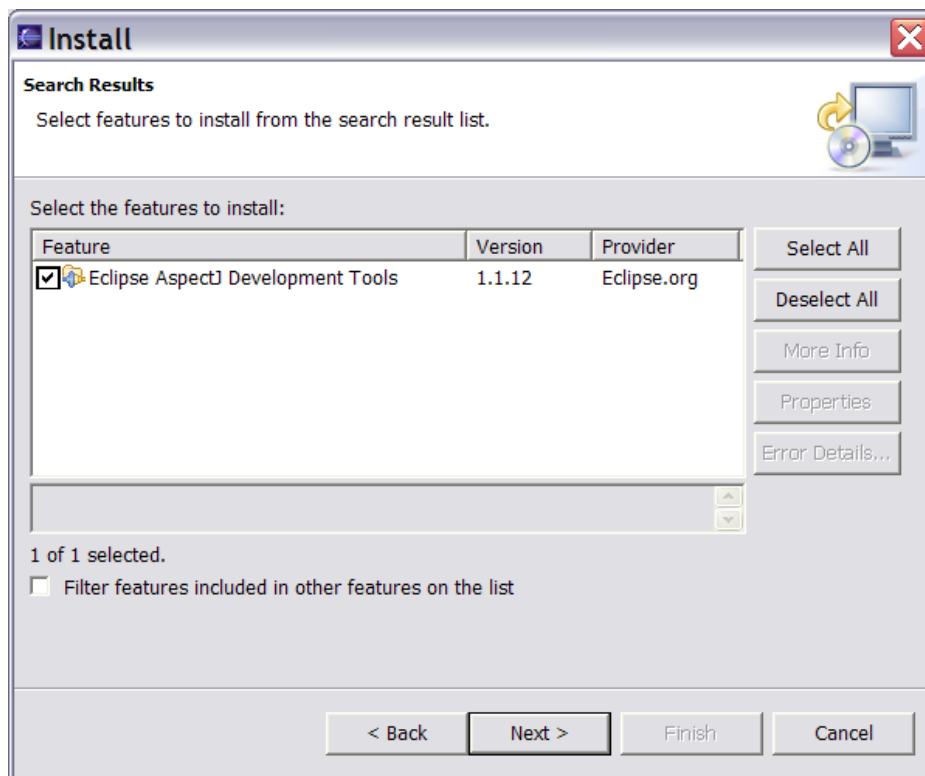 Install
Search Results
Select features to install from the search result list.
Select the features to install:
Feature Version Provider
Eclipse AspectJ Development Tools 1.1.12 Eclipse.org
Select All
Deselect All
More Info
Properties
Error Details...
1 of 1 selected.
Filter features included in other features on the list
< Back Next > Finish Cancel